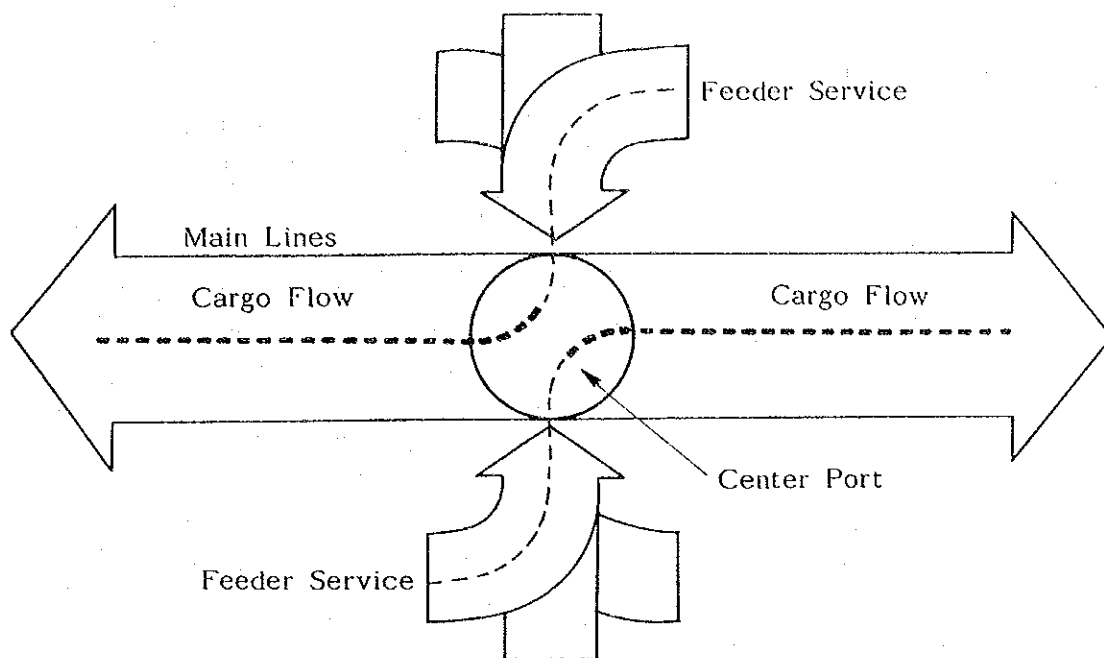 Feeder Service
Main Lines
Cargo Flow
Cargo Flow
Center Port
Feeder Service